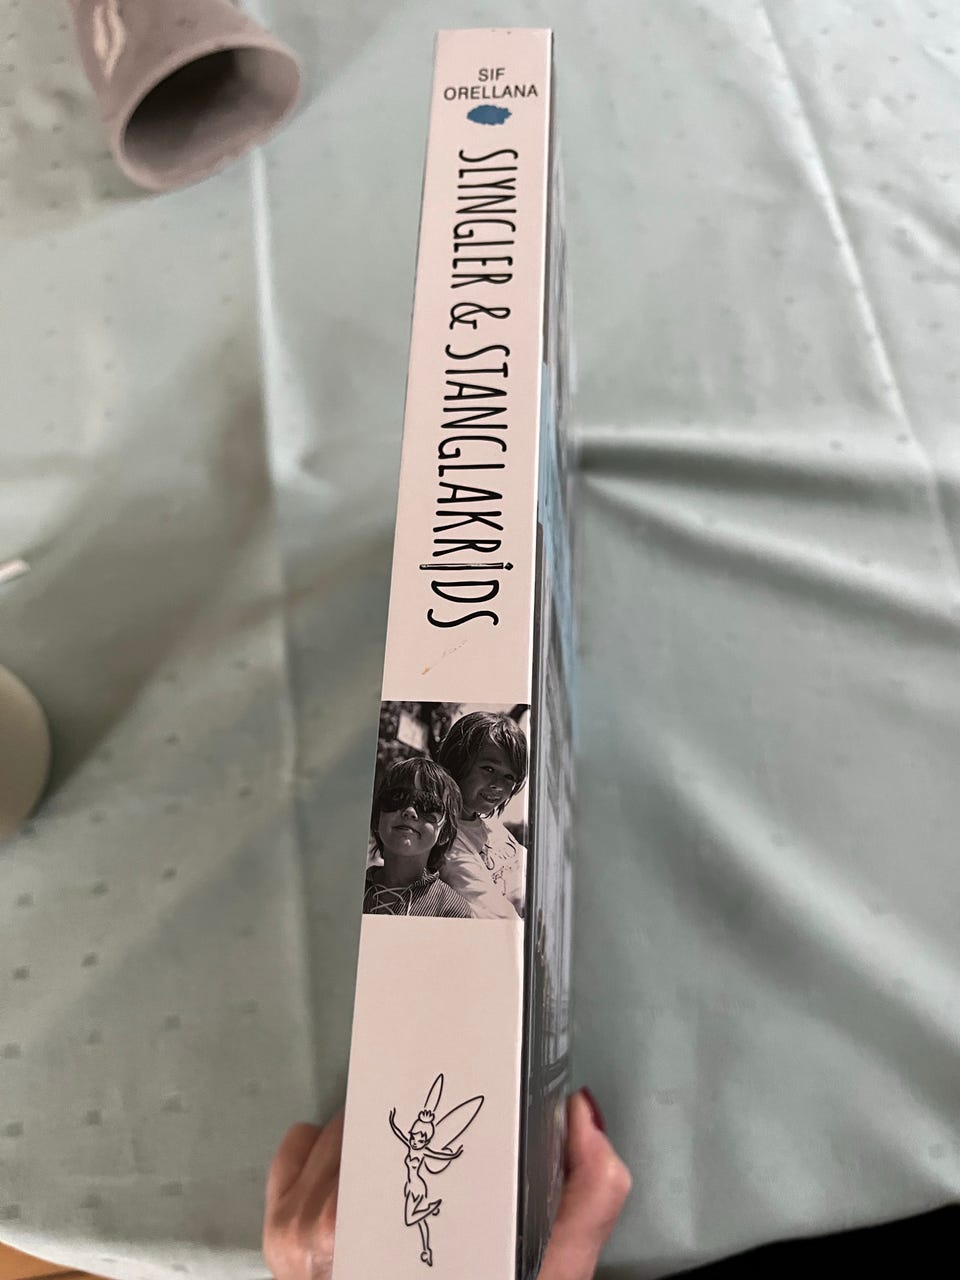 SIF
ORELLANA
SLYNGLER & STANGLAKRIDS